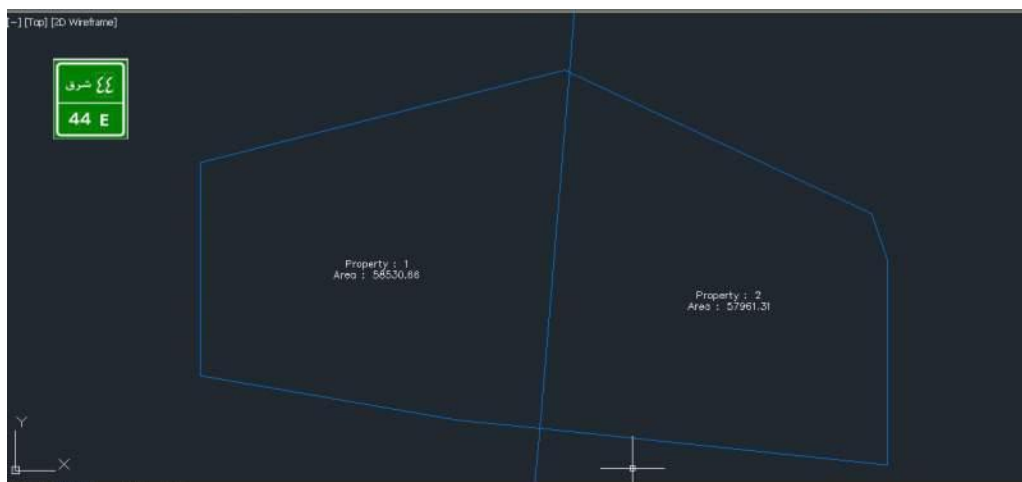 [-] [Top] [2D Wireframe]
٤٤ شرق
44 E
Property : 1
Area : 58530.66
Property : 2
Area : 57961.31
Y
X